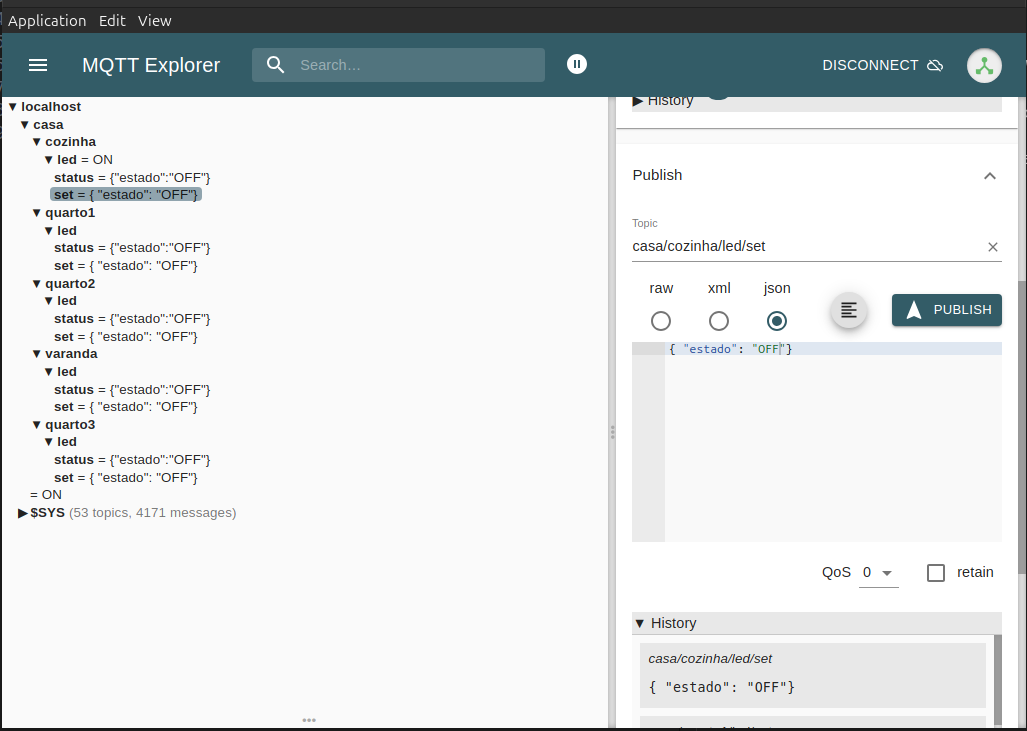 Application Edit View
MQTT Explorer Search... DISCONNECT
▼ localhost
▼ casa
▼ cozinha
▼ led = ON
status = {"estado":"OFF"}
set = { "estado": "OFF"}
▼ quarto1
▼ led
status = {"estado":"OFF"}
set = { "estado": "OFF"}
▼ quarto2
▼ led
status = {"estado":"OFF"}
set = { "estado": "OFF"}
▼ varanda
▼ led
status = {"estado":"OFF"}
set = { "estado": "OFF"}
▼ quarto3
▼ led
status = {"estado":"OFF"}
set = { "estado": "OFF"}
= ON
▶ $SYS (53 topics, 4171 messages)
▶ History
Publish
Topic
casa/cozinha/led/set
raw xml json
PUBLISH
{ "estado": "OFF"}
QoS 0 retain
▼ History
casa/cozinha/led/set
{ "estado": "OFF"}